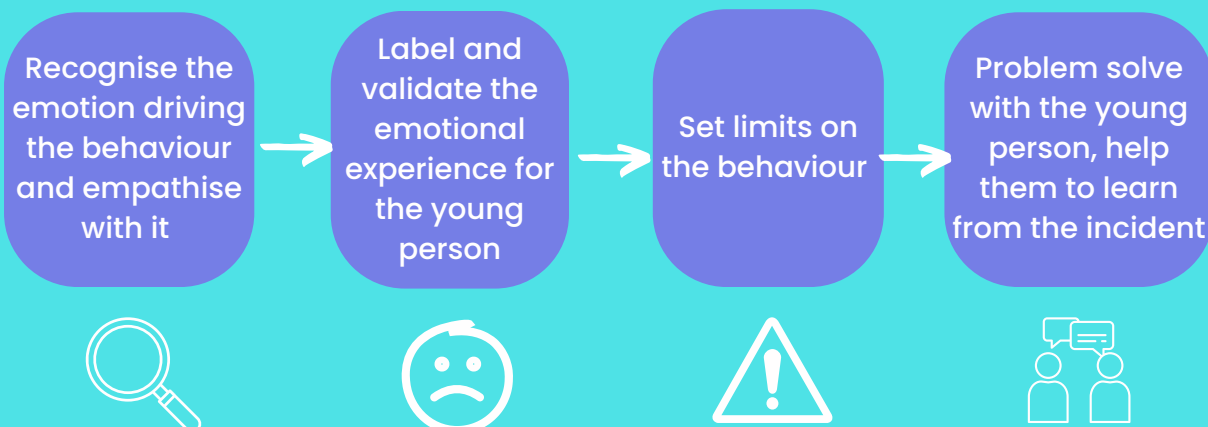 Recognise the
emotion driving
the behaviour
and empathise
with it
Label and
validate the
emotional
experience for
the young
person
Set limits on
the behaviour
Problem solve
with the young
person, help
them to learn
from the incident